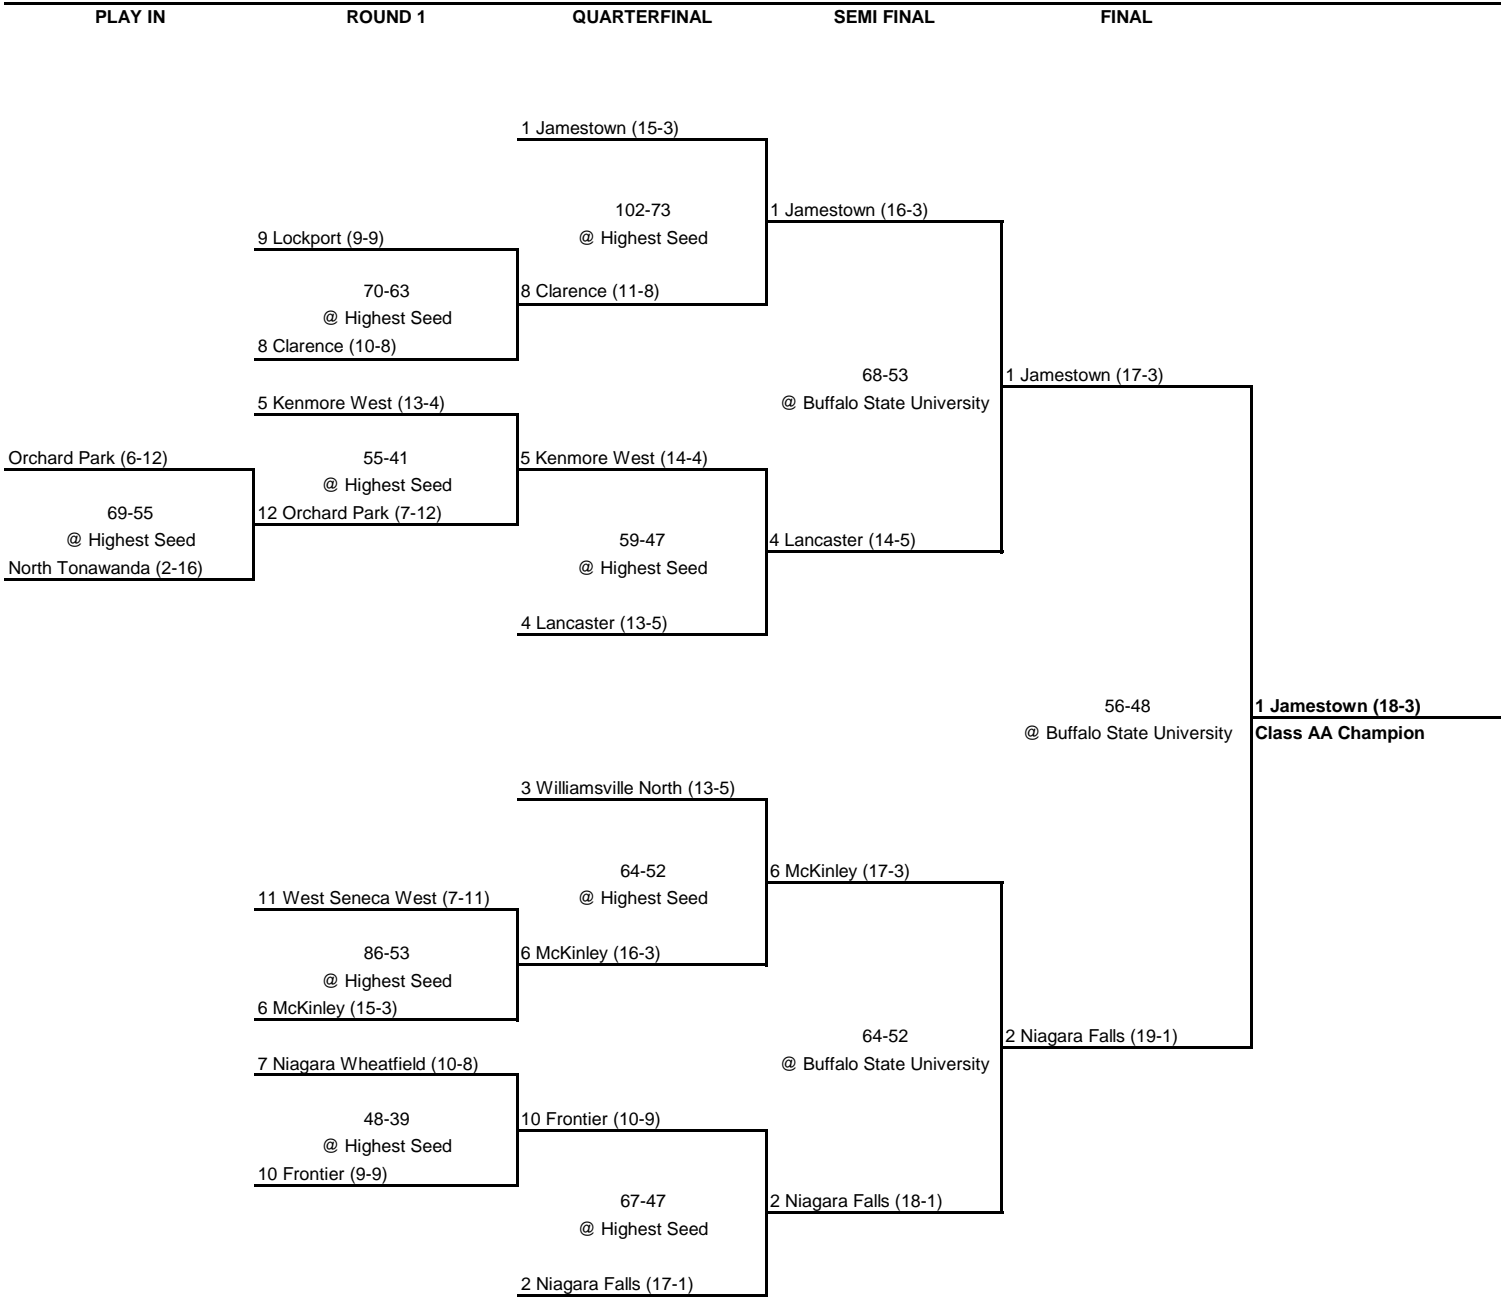 PLAY IN ROUND 1 QUARTERFINAL SEMI FINAL FINAL
1 Jamestown (15-3)
102-73 1 Jamestown (16-3)
9 Lockport (9-9) @ Highest Seed
70-63 8 Clarence (11-8)
@ Highest Seed
8 Clarence (10-8)
68-53 1 Jamestown (17-3)
5 Kenmore West (13-4) @ Buffalo State University
Orchard Park (6-12) 55-41 5 Kenmore West (14-4)
@ Highest Seed
69-55 12 Orchard Park (7-12)
@ Highest Seed 59-47 4 Lancaster (14-5)
North Tonawanda (2-16) @ Highest Seed
4 Lancaster (13-5)
56-48 1 Jamestown (18-3)
@ Buffalo State University Class AA Champion
3 Williamsville North (13-5)
64-52 6 McKinley (17-3)
11 West Seneca West (7-11) @ Highest Seed
86-53 6 McKinley (16-3)
@ Highest Seed
6 McKinley (15-3)
64-52 2 Niagara Falls (19-1)
7 Niagara Wheatfield (10-8) @ Buffalo State University
48-39 10 Frontier (10-9)
@ Highest Seed
10 Frontier (9-9)
67-47 2 Niagara Falls (18-1)
@ Highest Seed
2 Niagara Falls (17-1)